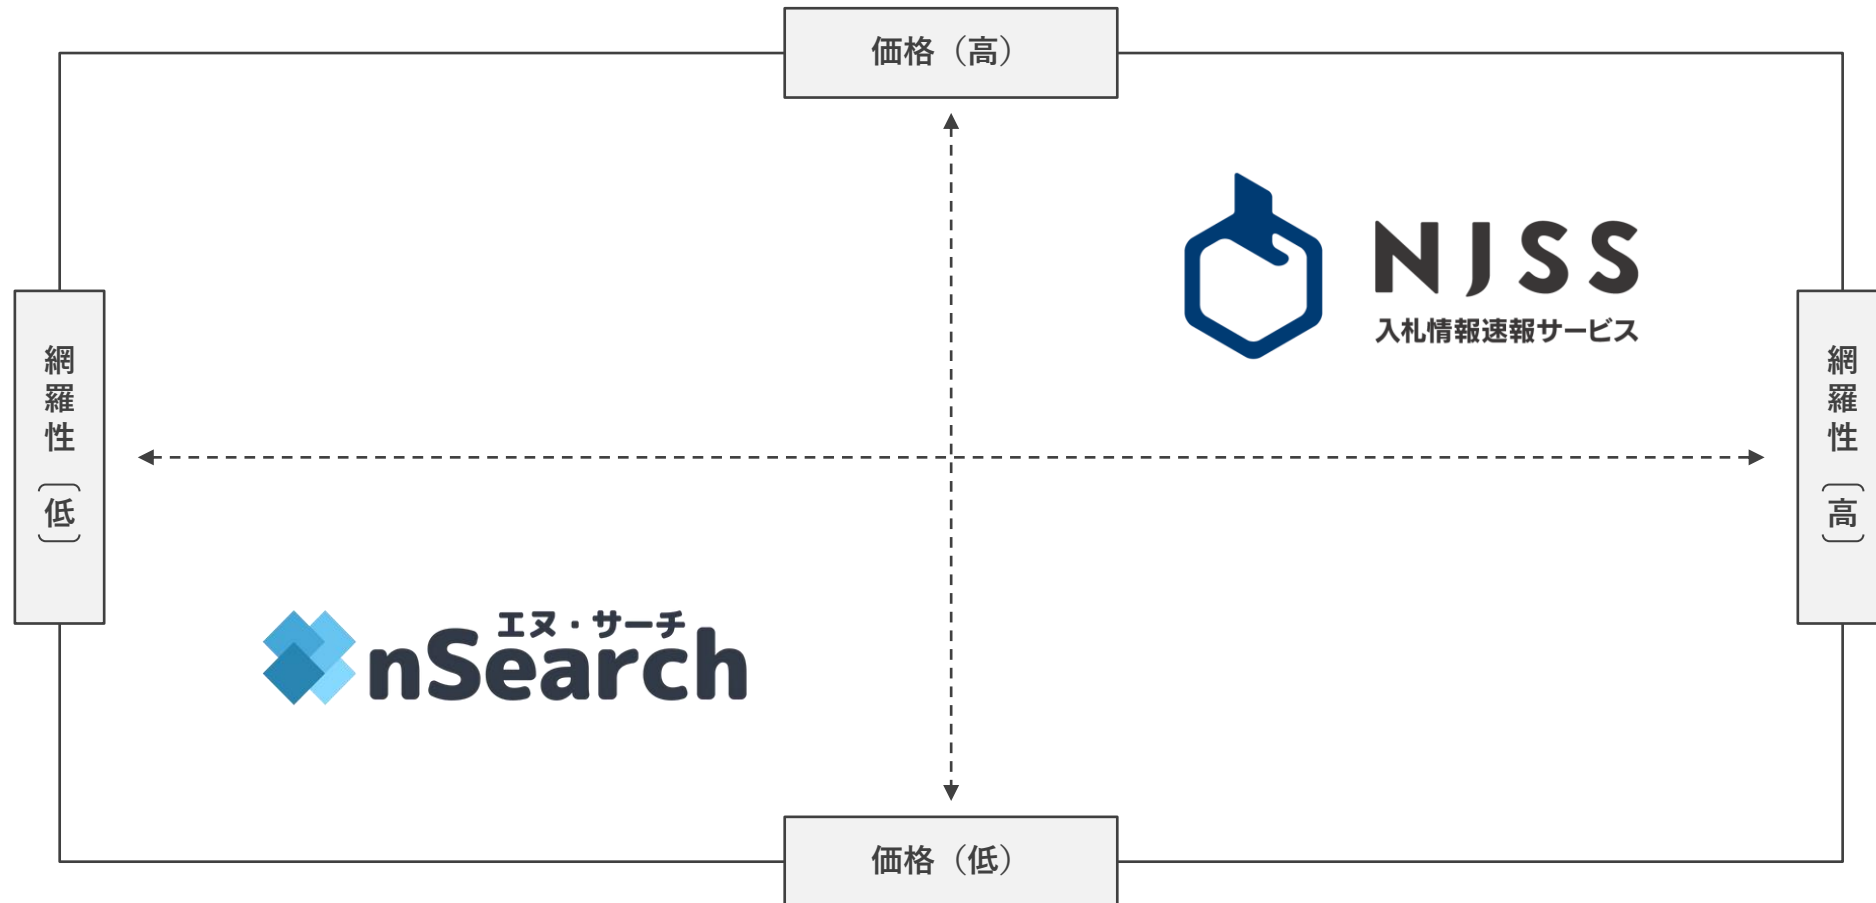 価格（高）
NJSS
入札情報速報サービス
網羅性（低）
網羅性（高）
エヌ・サーチ
nSearch
価格（低）